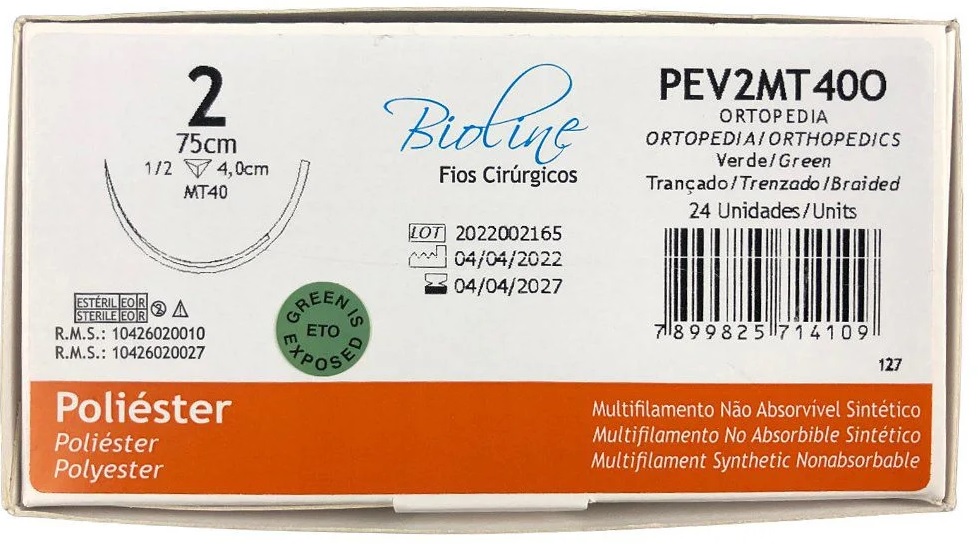 2
75cm
1/2 4,0cm
MT40
Bioline
Fios Cirúrgicos
PEV2MT40O
ORTOPEDIA
ORTOPEDIA/ORTHOPEDICS
Verde/Green
Trançado/Trenzado/Braided
24 Unidades/Units
LOT 2022002165
04/04/2022
04/04/2027
7 899825 714109
127
ESTÉRIL EO R
STERILE EO R
2
R.M.S.: 10426020010
R.M.S.: 10426020027
GREEN IS
ETO
EXPOSED
Poliéster
Poliéster
Polyester
Multifilamento Não Absorvível Sintético
Multifilamento No Absorbible Sintético
Multifilament Synthetic Nonabsorbable